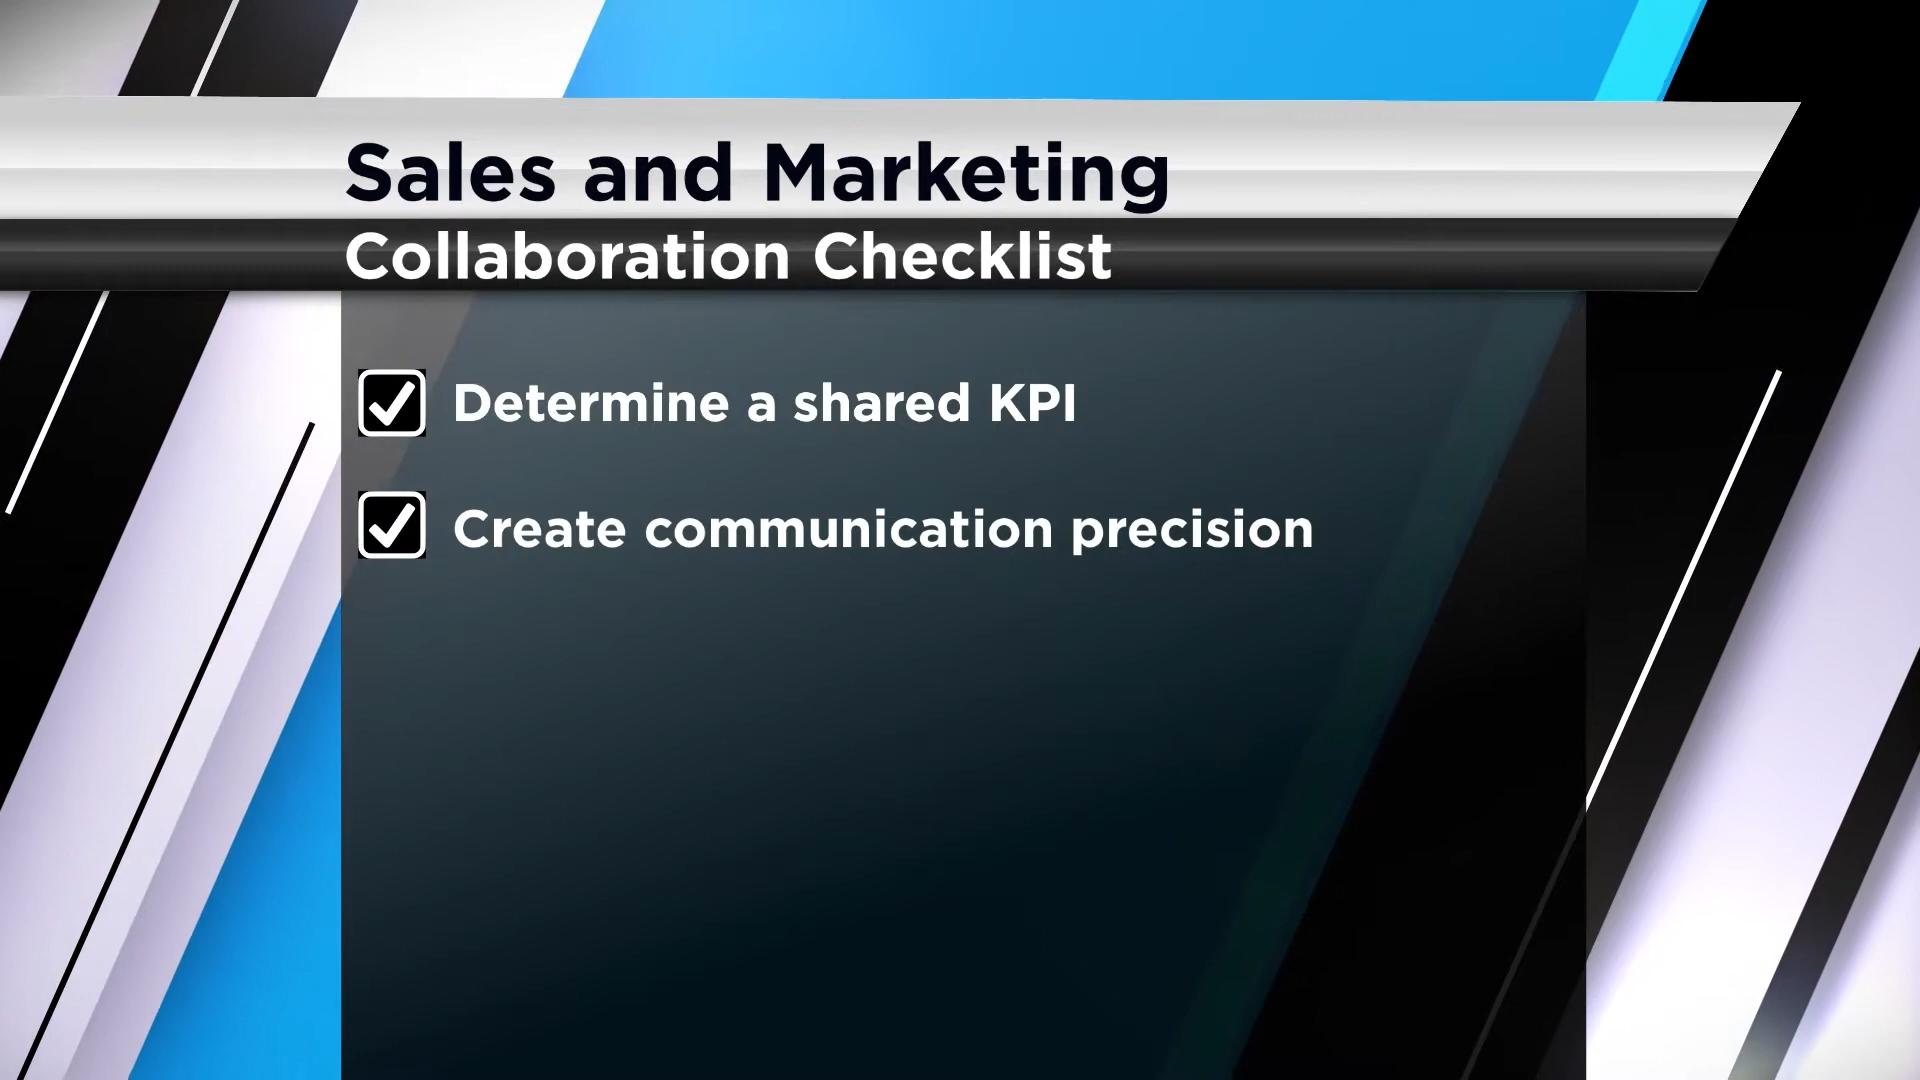 Sales and Marketing
Collaboration Checklist
Determine a shared KPI
Create communication precision